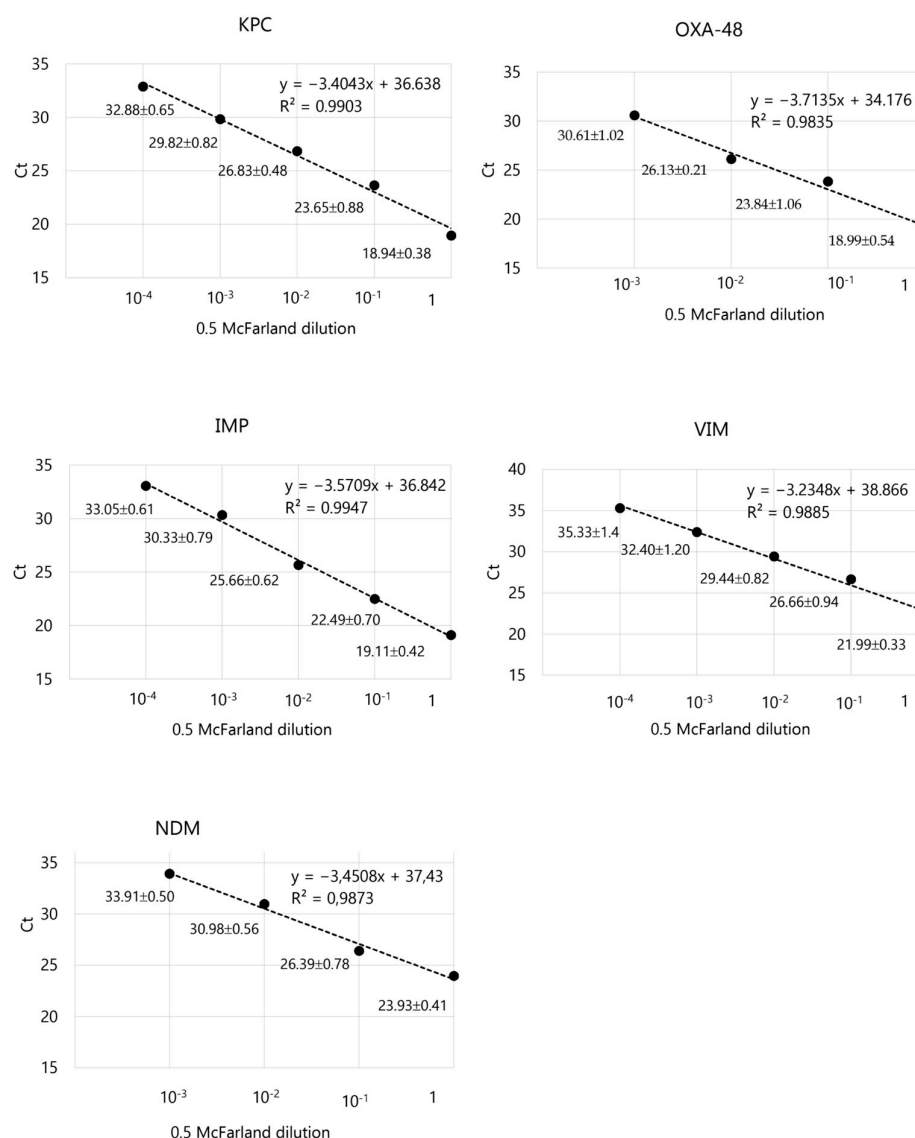 KPC
35
30
25
20
15
Ct
y = −3.4043x + 36.638
R² = 0.9903
32.88±0.65
29.82±0.82
26.83±0.48
23.65±0.88
18.94±0.38
10⁻⁴ 10⁻³ 10⁻² 10⁻¹ 1
0.5 McFarland dilution
OXA-48
35
30
25
20
15
Ct
y = −3.7135x + 34.176
R² = 0.9835
30.61±1.02
26.13±0.21
23.84±1.06
18.99±0.54
10⁻³ 10⁻² 10⁻¹ 1
0.5 McFarland dilution
IMP
35
30
25
20
15
Ct
y = −3.5709x + 36.842
R² = 0.9947
33.05±0.61
30.33±0.79
25.66±0.62
22.49±0.70
19.11±0.42
10⁻⁴ 10⁻³ 10⁻² 10⁻¹ 1
0.5 McFarland dilution
VIM
40
35
30
25
20
15
Ct
y = −3.2348x + 38.866
R² = 0.9885
35.33±1.4
32.40±1.20
29.44±0.82
26.66±0.94
21.99±0.33
10⁻⁴ 10⁻³ 10⁻² 10⁻¹ 1
0.5 McFarland dilution
NDM
35
30
25
20
15
Ct
y = −3,4508x + 37,43
R² = 0,9873
33.91±0.50
30.98±0.56
26.39±0.78
23.93±0.41
10⁻³ 10⁻² 10⁻¹ 1
0.5 McFarland dilution